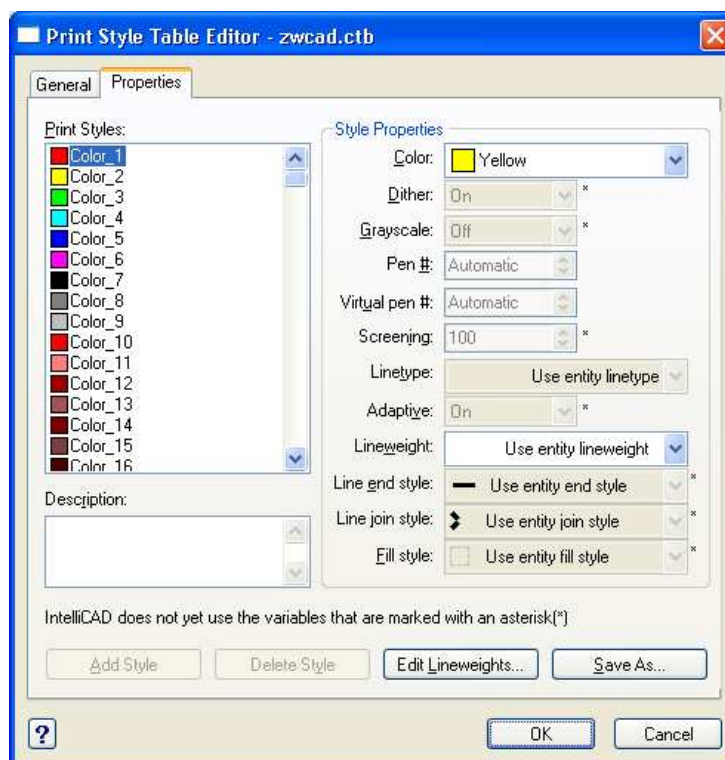 Print Style Table Editor - zwcad.ctb
General
Properties
Print Styles:
Color_1
Color_2
Color_3
Color_4
Color_5
Color_6
Color_7
Color_8
Color_9
Color_10
Color_11
Color_12
Color_13
Color_14
Color_15
Color_16
Description:
Style Properties
Color: Yellow
Dither: On *
Grayscale: Off *
Pen #: Automatic
Virtual pen #: Automatic
Screening: 100 *
Linetype: Use entity linetype
Adaptive: On *
Lineweight: Use entity lineweight
Line end style: Use entity end style *
Line join style: Use entity join style *
Fill style: Use entity fill style *
IntelliCAD does not yet use the variables that are marked with an asterisk(*)
Add Style
Delete Style
Edit Lineweights...
Save As...
?
OK
Cancel